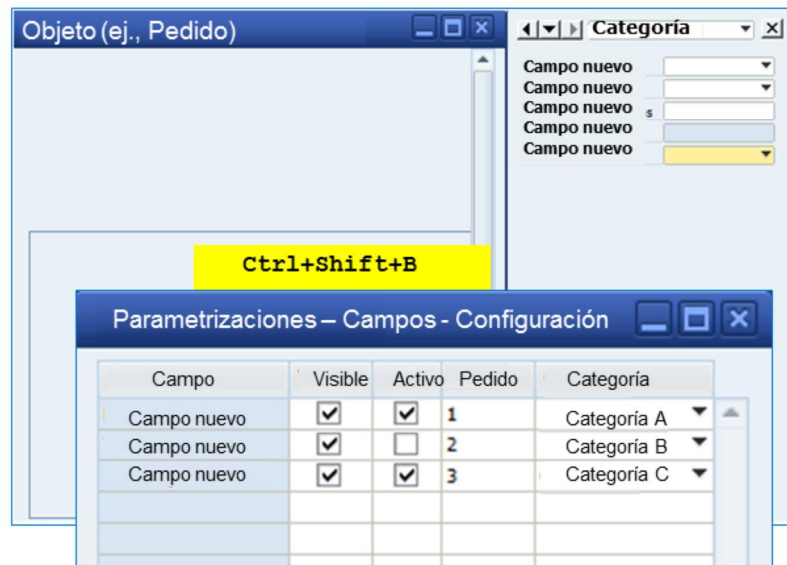 Objeto (ej., Pedido)
Categoría
Campo nuevo
Campo nuevo
Campo nuevo s
Campo nuevo
Campo nuevo
Ctrl+Shift+B
Parametrizaciones – Campos - Configuración
Campo Visible Activo Pedido Categoría
Campo nuevo 1 Categoría A
Campo nuevo 2 Categoría B
Campo nuevo 3 Categoría C